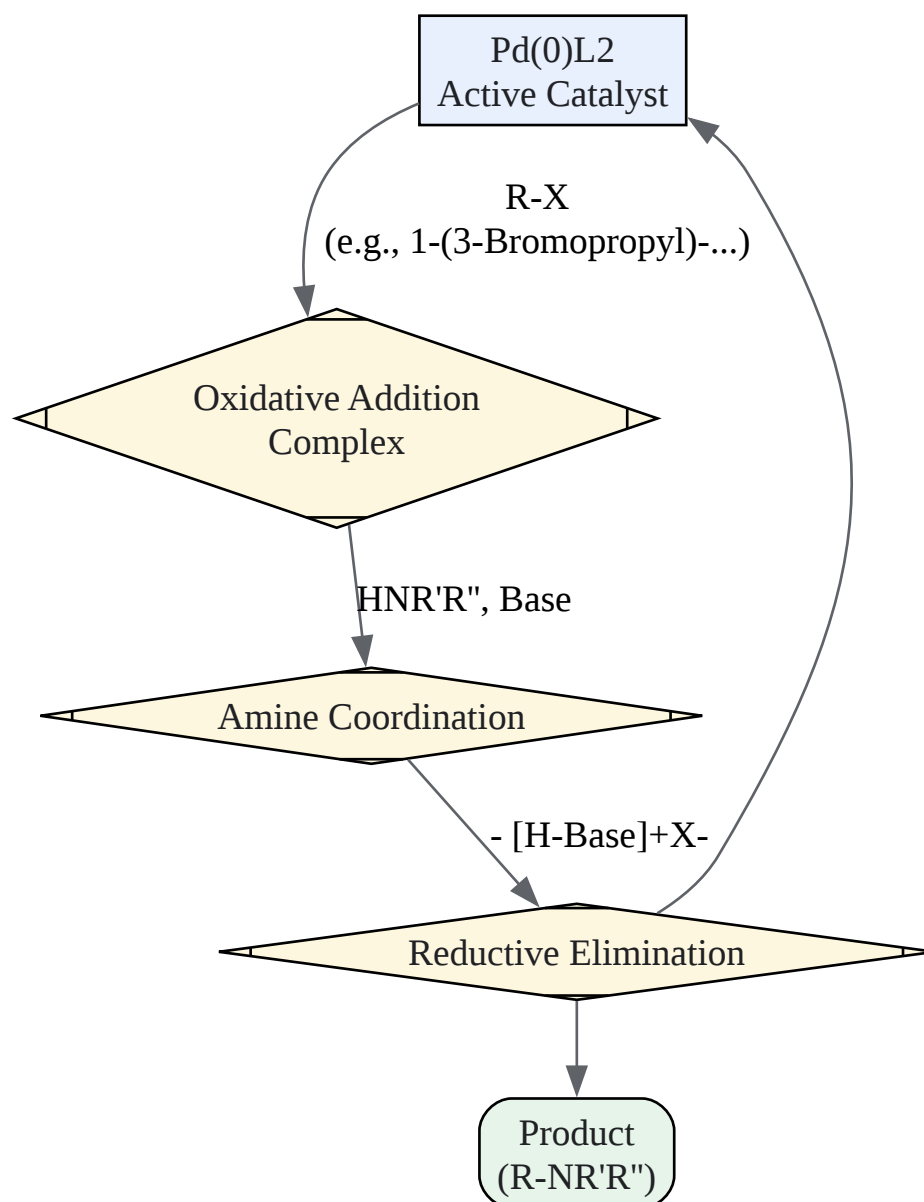 Pd(0)L2
Active Catalyst
R-X
(e.g., 1-(3-Bromopropyl)-...)
Oxidative Addition
Complex
HNR'R", Base
Amine Coordination
- [H-Base]+X-
Reductive Elimination
Product
(R-NR'R")